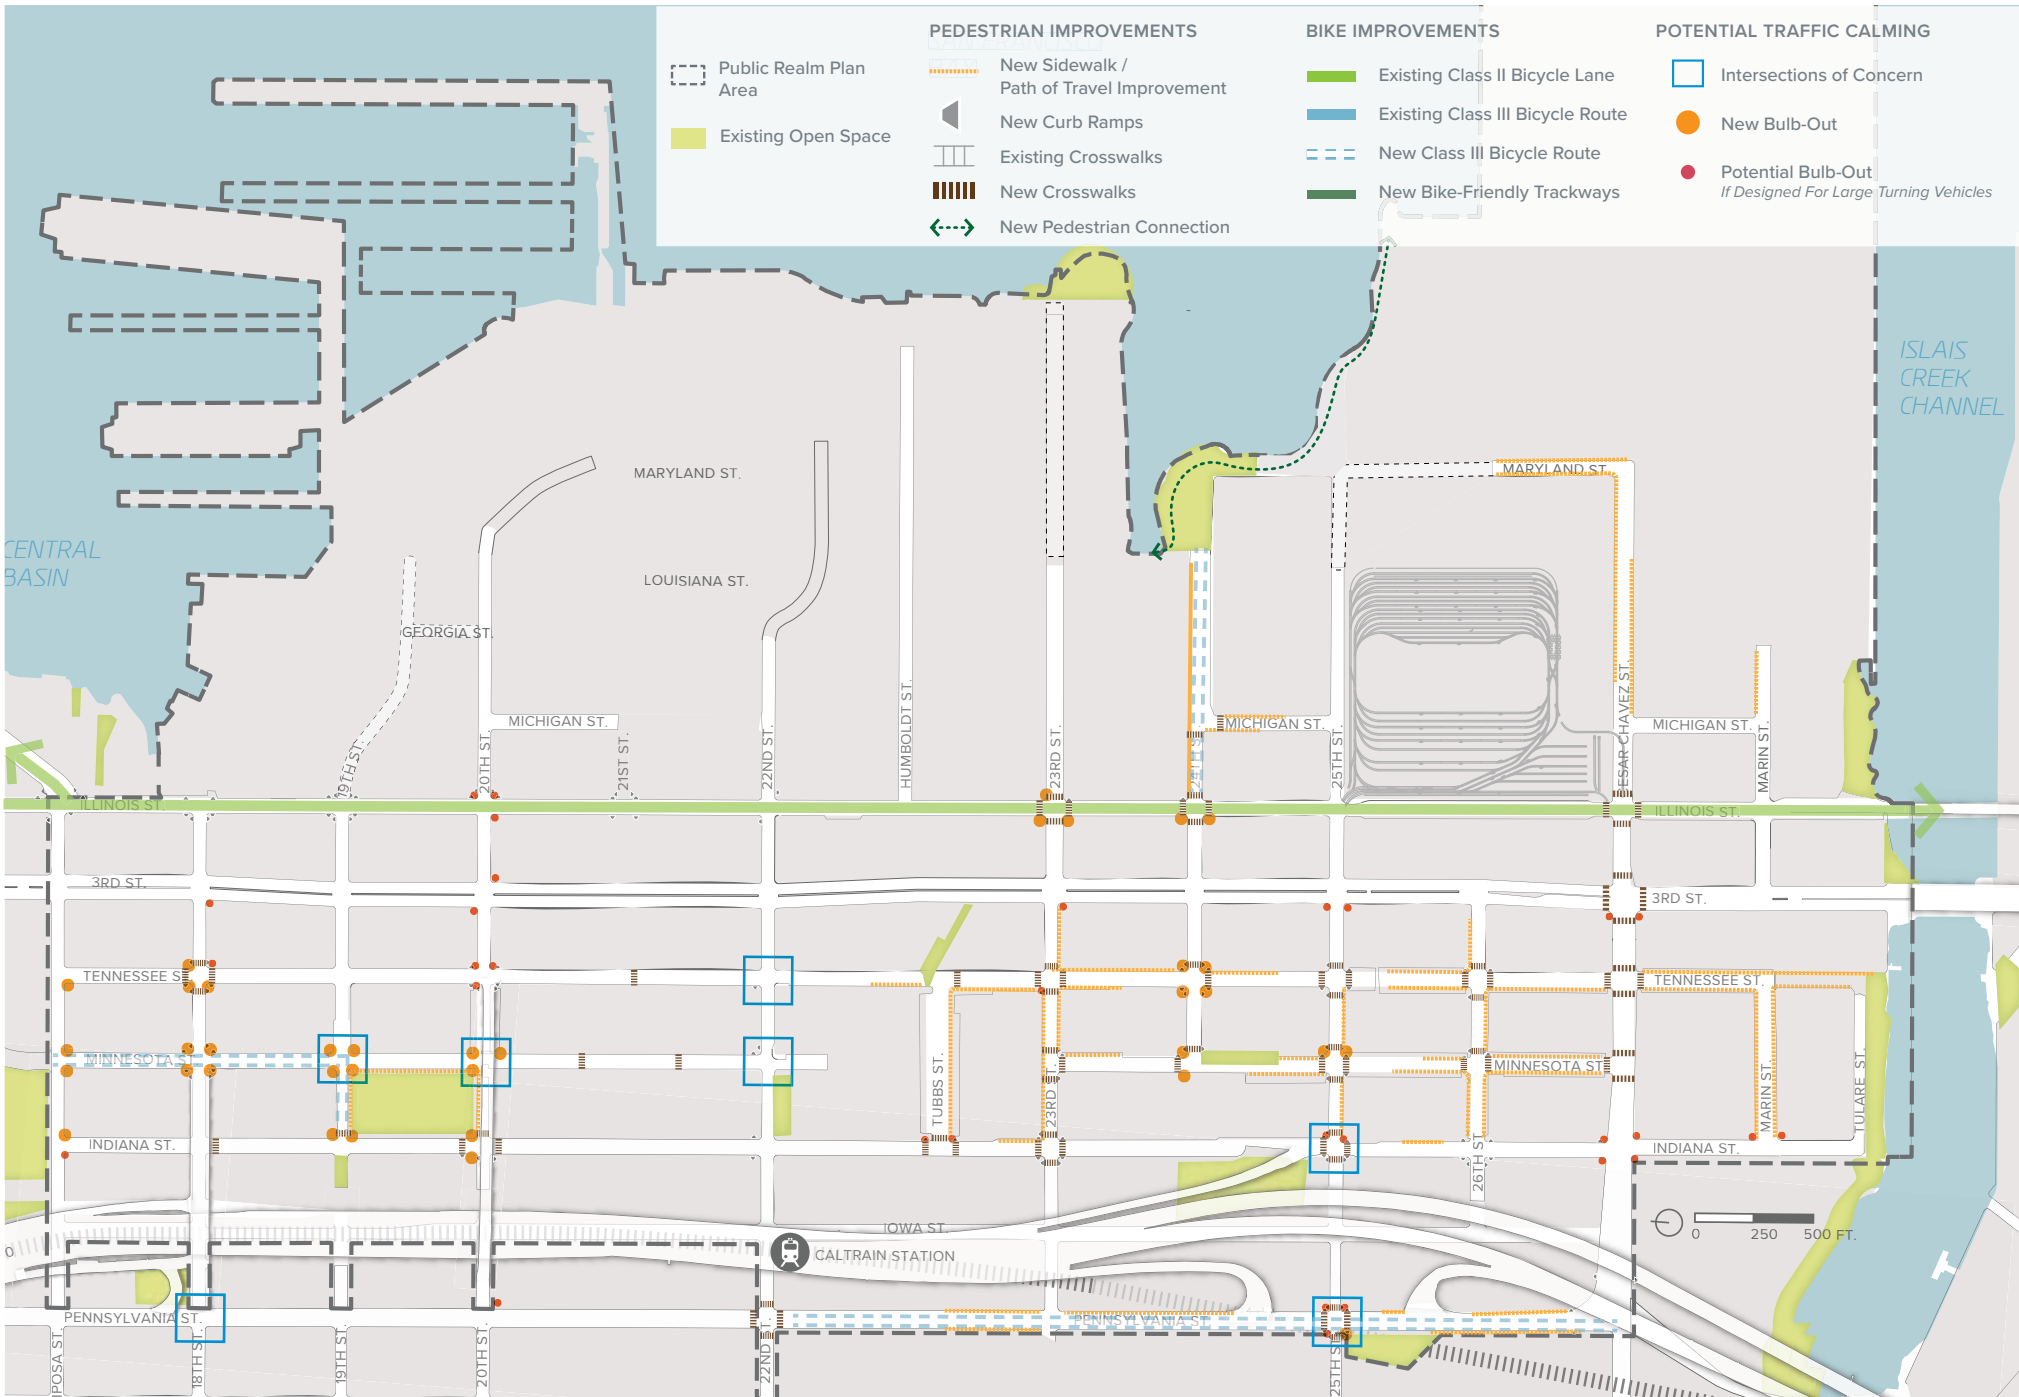 PEDESTRIAN IMPROVEMENTS
BIKE IMPROVEMENTS
POTENTIAL TRAFFIC CALMING
Public Realm Plan
Area
Existing Open Space
New Sidewalk /
Path of Travel Improvement
New Curb Ramps
Existing Crosswalks
New Crosswalks
New Pedestrian Connection
Existing Class II Bicycle Lane
Existing Class III Bicycle Route
New Class III Bicycle Route
New Bike-Friendly Trackways
Intersections of Concern
New Bulb-Out
Potential Bulb-Out
If Designed For Large Turning Vehicles
ISLAIS
CREEK
CHANNEL
CENTRAL
BASIN
MARYLAND ST.
MARYLAND ST.
LOUISIANA ST.
GEORGIA ST.
MICHIGAN ST.
MICHIGAN ST.
MICHIGAN ST.
19TH ST.
20TH ST.
21ST ST.
22ND ST.
HUMBOLDT ST.
23RD ST.
25TH ST.
ESAR CHAVEZ ST.
MARIN ST.
ILLINOIS ST.
ILLINOIS ST.
3RD ST.
3RD ST.
TENNESSEE S
TENNESSEE ST.
MINNESOTA ST
MINNESOTA ST
TUBBS ST.
23RD
MARIN ST.
TULARE ST.
INDIANA ST.
INDIANA ST.
26TH ST
IOWA ST.
CALTRAIN STATION
0 250 500 FT.
PENNSYLVANIA ST.
PENNSYLVANIA ST
IPOSA ST.
18TH ST.
19TH ST.
20TH ST.
22ND
25TH ST